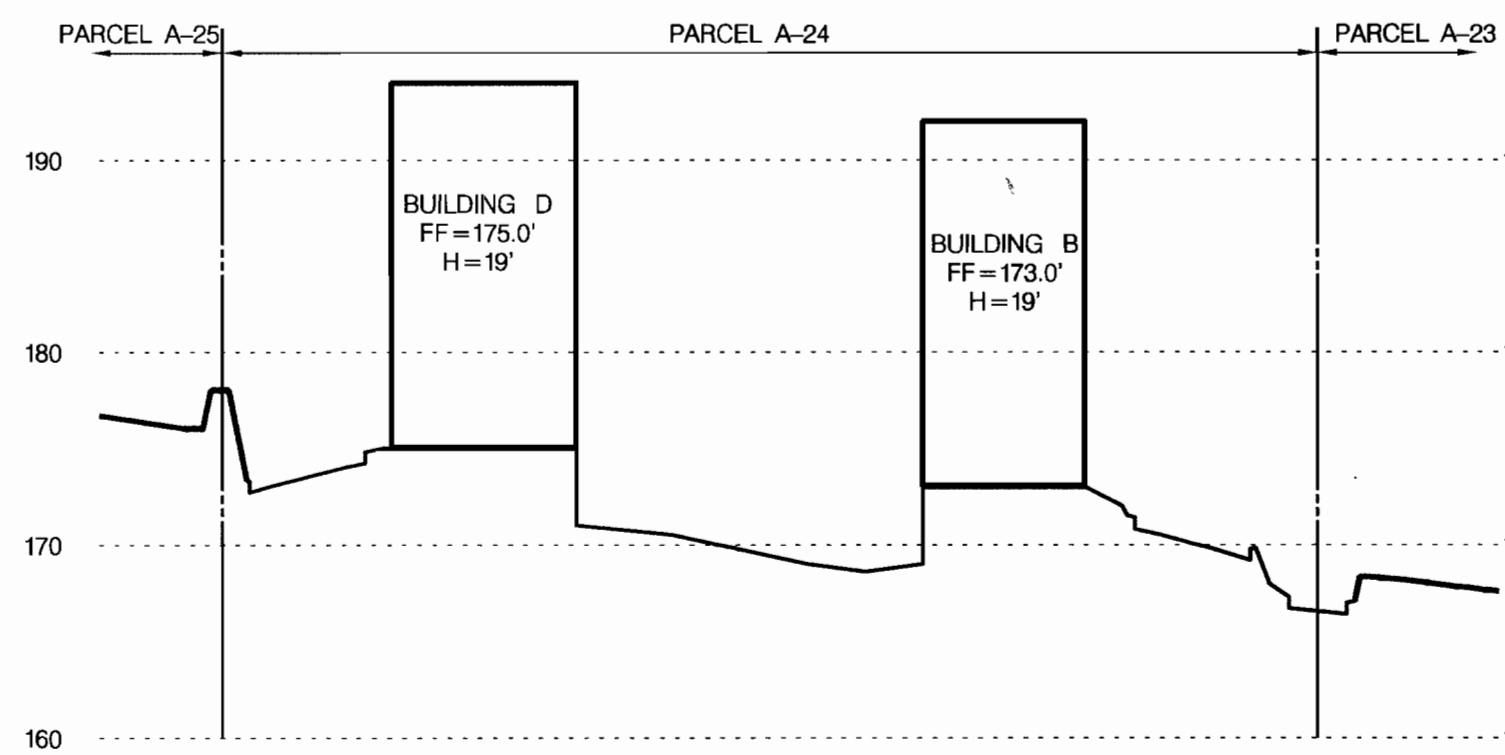 PARCEL A–25
PARCEL A–24
PARCEL A–23
190
BUILDING D
FF=175.0'
H=19'
BUILDING B
FF=173.0'
H=19'
180
170
160